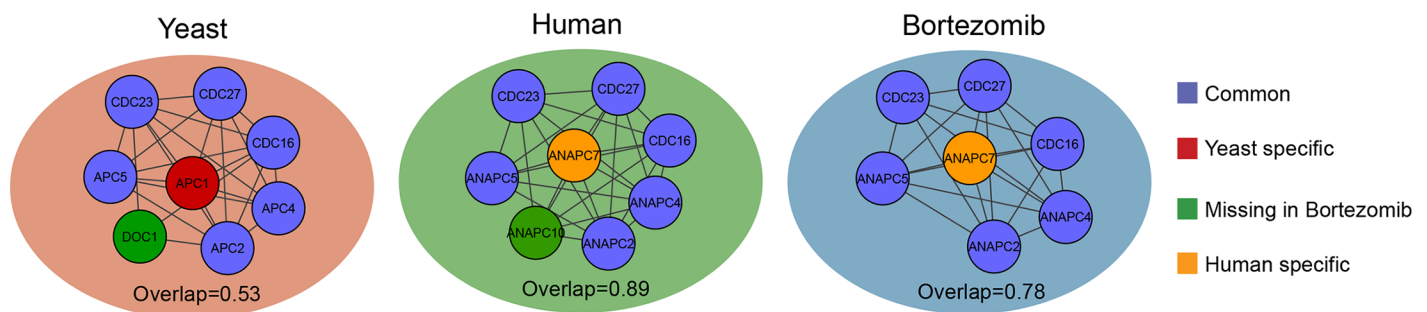 Yeast
Human
Bortezomib
CDC23
CDC27
CDC16
APC5
APC1
APC4
DOC1
APC2
Overlap=0.53
CDC23
CDC27
CDC16
ANAPC7
ANAPC5
ANAPC4
ANAPC10
ANAPC2
Overlap=0.89
CDC23
CDC27
CDC16
ANAPC7
ANAPC5
ANAPC4
ANAPC2
Overlap=0.78
Common
Yeast specific
Missing in Bortezomib
Human specific